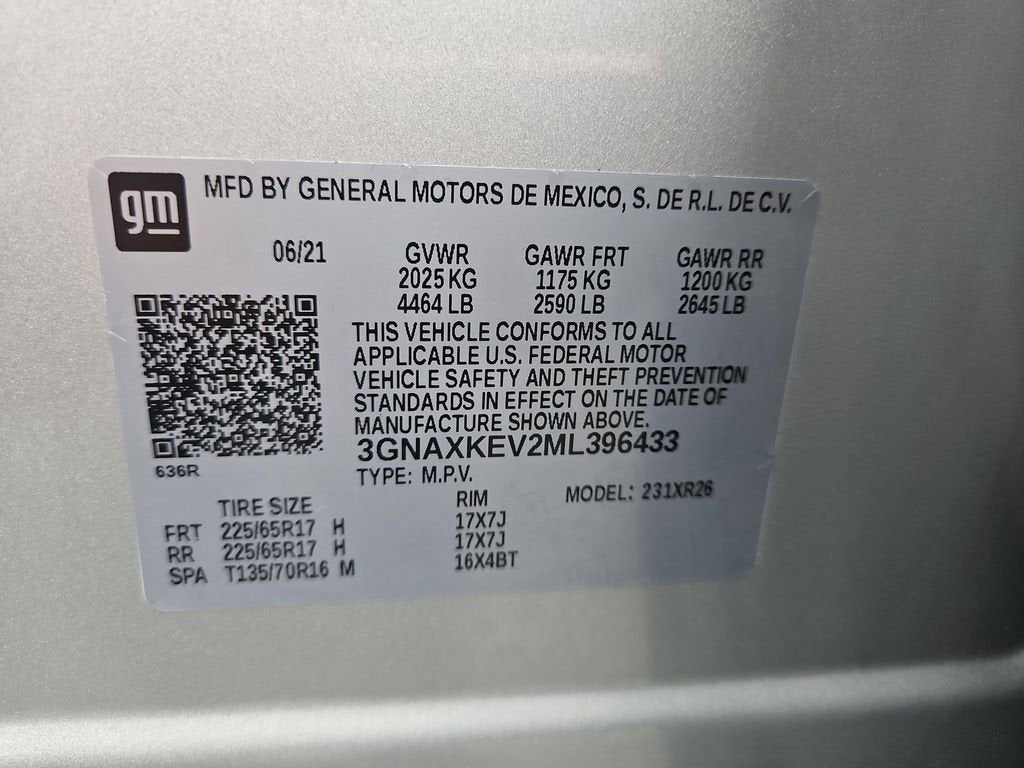 gm MFD BY GENERAL MOTORS DE MEXICO, S. DE R.L. DE C.V.
06/21 GVWR GAWR FRT GAWR RR
2025 KG 1175 KG 1200 KG
4464 LB 2590 LB 2645 LB
THIS VEHICLE CONFORMS TO ALL
APPLICABLE U.S. FEDERAL MOTOR
VEHICLE SAFETY AND THEFT PREVENTION
STANDARDS IN EFFECT ON THE DATE OF
MANUFACTURE SHOWN ABOVE.
3GNAXKEV2ML396433
636R
TYPE: M.P.V.
TIRE SIZE RIM MODEL: 231XR26
FRT 225/65R17 H 17X7J
RR 225/65R17 H 17X7J
SPA T135/70R16 M 16X4BT